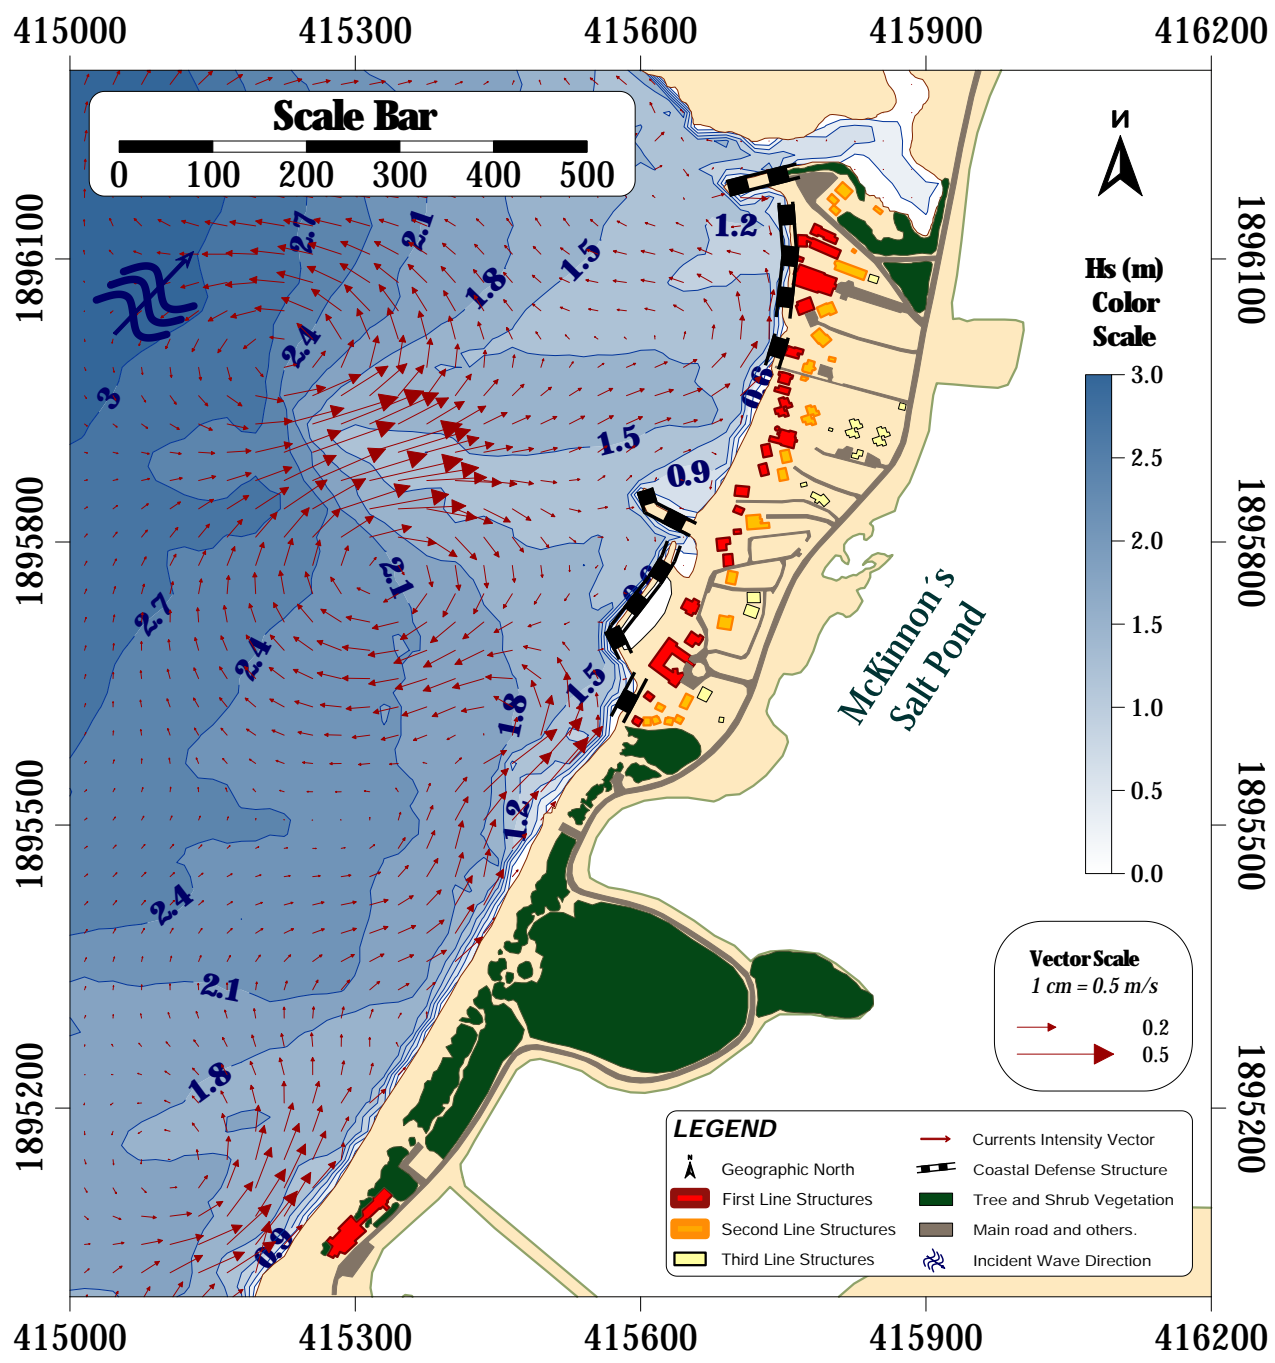 415000 415300 415600 415900 416200
Scale Bar
0 100 200 300 400 500
N
1896100
1896100
Hs (m)
Color
Scale
3.0
2.5
2.0
1.5
1.0
0.5
0.0
2.7
2.1
1.5
1.2
1.8
2.4
3
0.6
1.5
0.9
1895800
1895800
2.1
2.7
2.4
1.5
1.8
McKinnon´s
Salt Pond
1.2
1895500
1895500
2.4
2.1
1.8
0.9
Vector Scale
1 cm = 0.5 m/s
0.2
0.5
1895200
1895200
LEGEND
N
Geographic North
First Line Structures
Second Line Structures
Third Line Structures
Currents Intensity Vector
Coastal Defense Structure
Tree and Shrub Vegetation
Main road and others.
Incident Wave Direction
415000 415300 415600 415900 416200